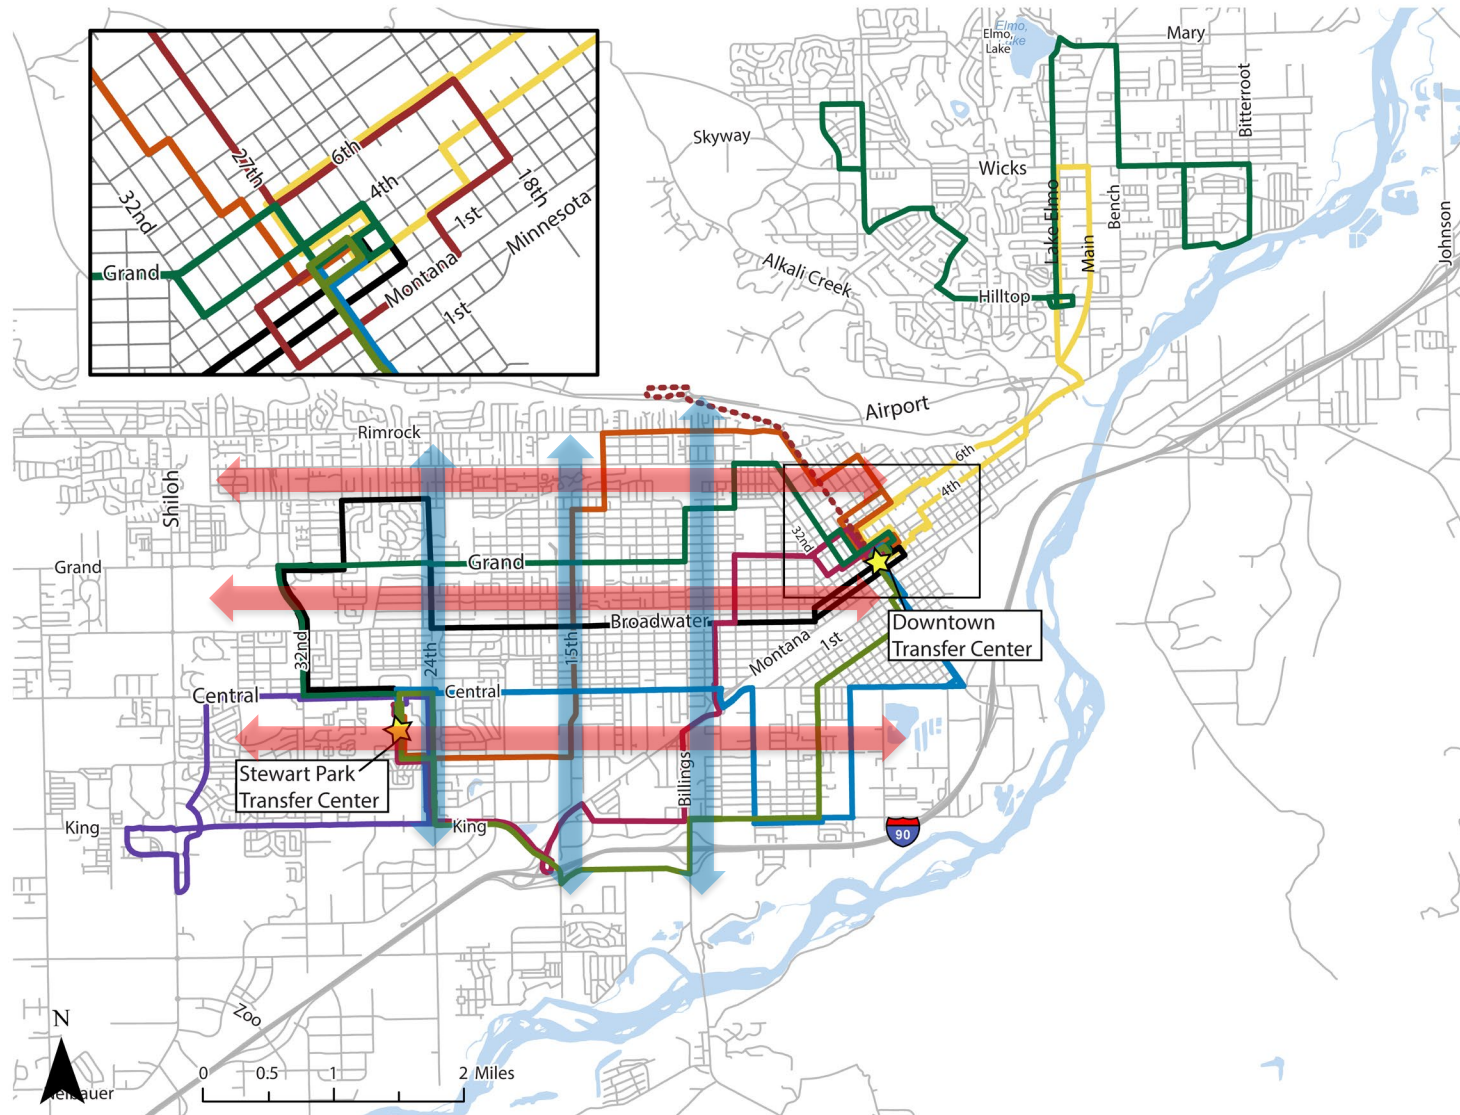 Elmo,
Lake
Elmo,
Lake
Mary
Bitterroot
Skyway
Wicks
Lake Elmo
Bench
Main
Johnson
Alkali Creek
Hilltop
27th
6th
4th
18th
32nd
1st
Minnesota
Grand
Montana
1st
Airport
Rimrock
6th
4th
Shiloh
32nd
Grand
Grand
Broadwater
Downtown
Transfer Center
Montana
1st
32nd
24th
15th
Central
Central
Stewart Park
Transfer Center
Billings
King
King
90
Zoo
N
0 0.5 1 2 Miles